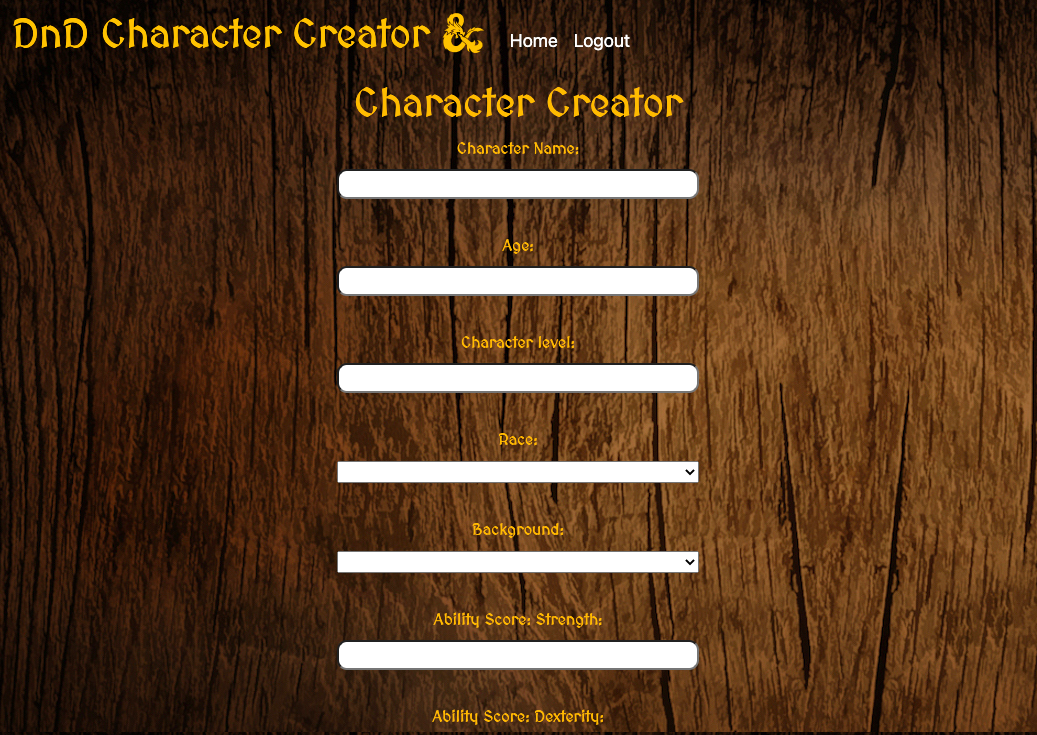 DnD Character Creator & Home Logout
Character Creator
Character Name:
Age:
Character level:
Race:
Background:
Ability Score: Strength:
Ability Score: Dexterity: